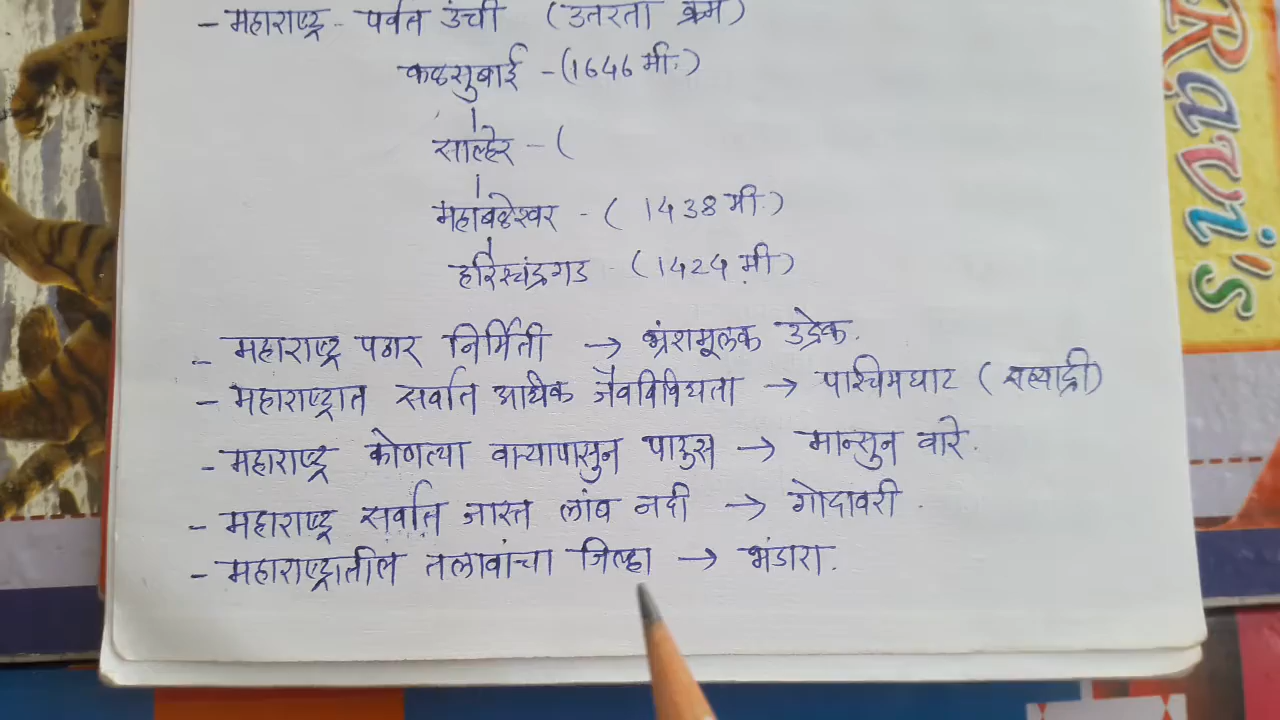 - महाराष्ट्र - पर्वत उंची (उतरता क्रम)
कळसुबाई - (1646 मी.)
साल्हेर - (
महाबळेश्वर - ( 1438 मी.)
हरिश्चंद्रगड - (1424 मी)
- महाराष्ट्र पठार निर्मिती → भ्रंशमूलक उद्रेक.
- महाराष्ट्रात सर्वात अधिक जैवविविधता → पश्चिमघाट (सह्याद्री)
- महाराष्ट्र कोणत्या वाऱ्यापासुन पाऊस → मान्सुन वारे.
- महाराष्ट्र सर्वात जास्त लांब नदी → गोदावरी .
- महाराष्ट्रातील तलावांचा जिल्हा → भंडारा.
Ravi's